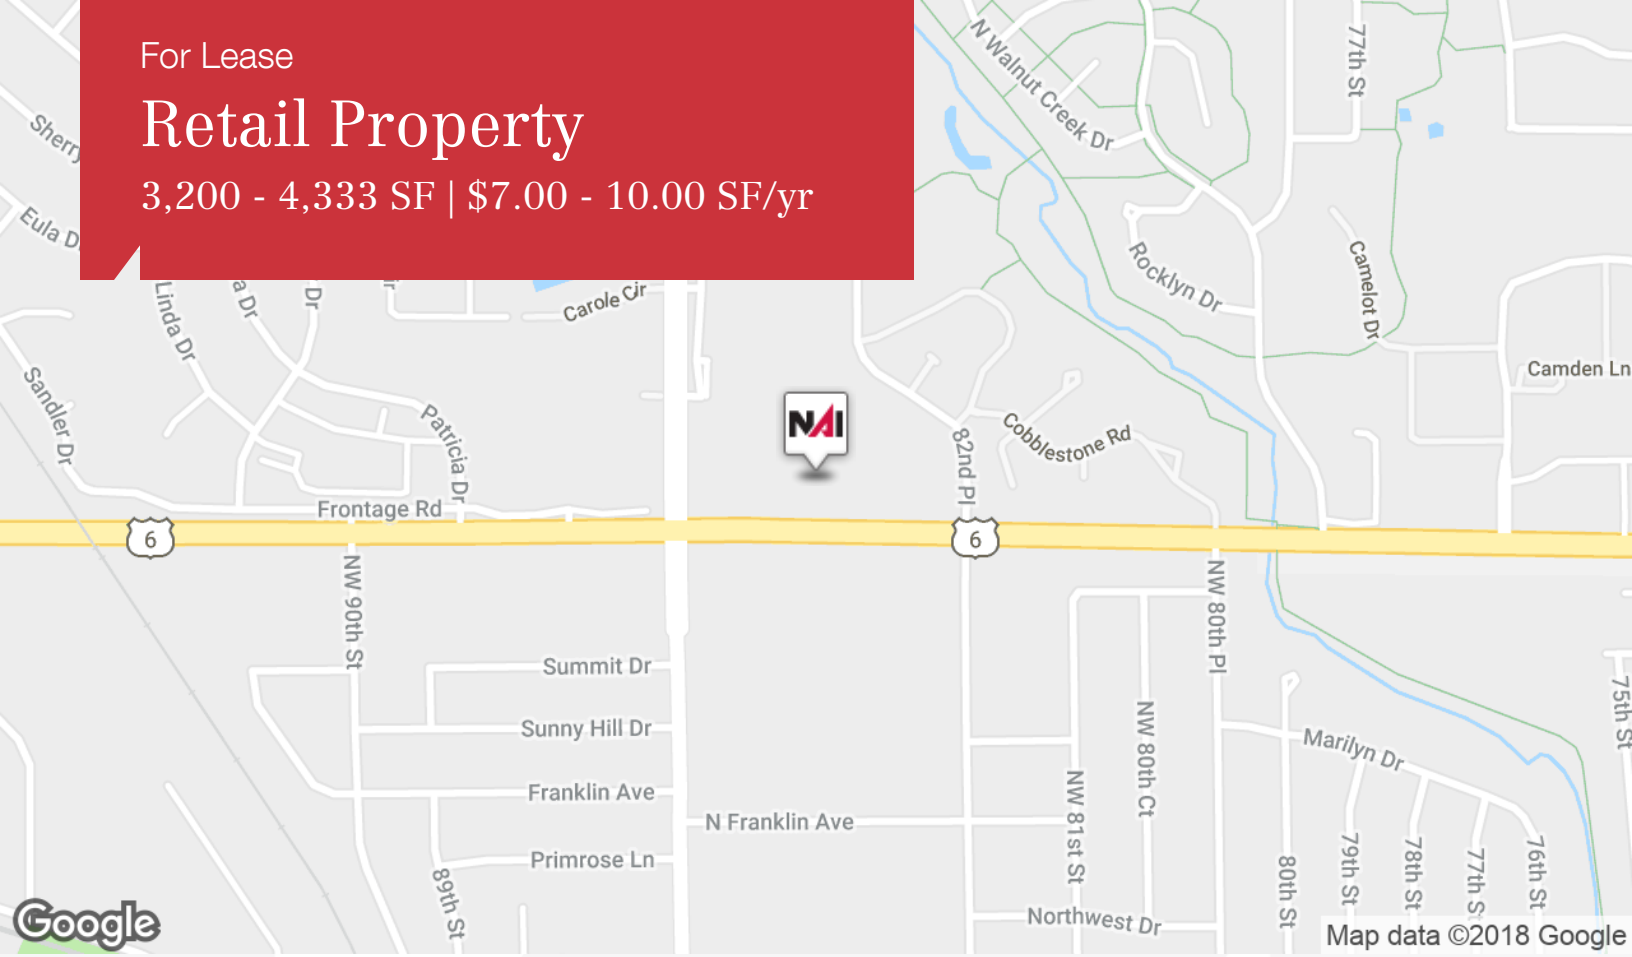 For Lease
Retail Property
3,200 - 4,333 SF | $7.00 - 10.00 SF/yr
N Walnut Creek Dr
77th St
Sherry
Eula D
Linda Dr
a Dr
Dr
Carole Cir
Rocklyn Dr
Camelot Dr
Camden Ln
Sandler Dr
Patricia Dr
NAI
Cobblestone Rd
82nd Pl
Frontage Rd
6
6
NW 90th St
NW 80th Pl
Summit Dr
Sunny Hill Dr
Franklin Ave
N Franklin Ave
Primrose Ln
89th St
NW 81st St
NW 80th Ct
Northwest Dr
Marilyn Dr
75th St
80th St
79th St
78th St
77th St
76th St
Google
Map data ©2018 Google